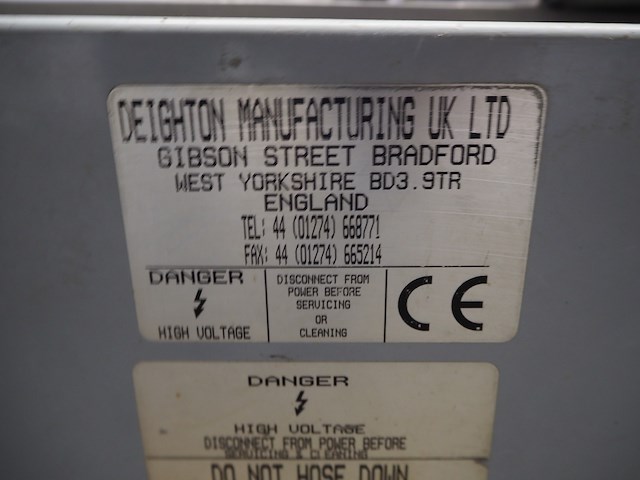 DEIGHTON MANUFACTURING UK LTD
GIBSON STREET BRADFORD
WEST YORKSHIRE BD3.9TR
ENGLAND
TEL: 44 (01274) 668771
FAX: 44 (01274) 665214
DANGER
HIGH VOLTAGE
DISCONNECT FROM
POWER BEFORE
SERVICING
OR
CLEANING
CE
DANGER
HIGH VOLTAGE
DISCONNECT FROM POWER BEFORE
SERVICING & CLEANING
DO NOT HOSE DOWN